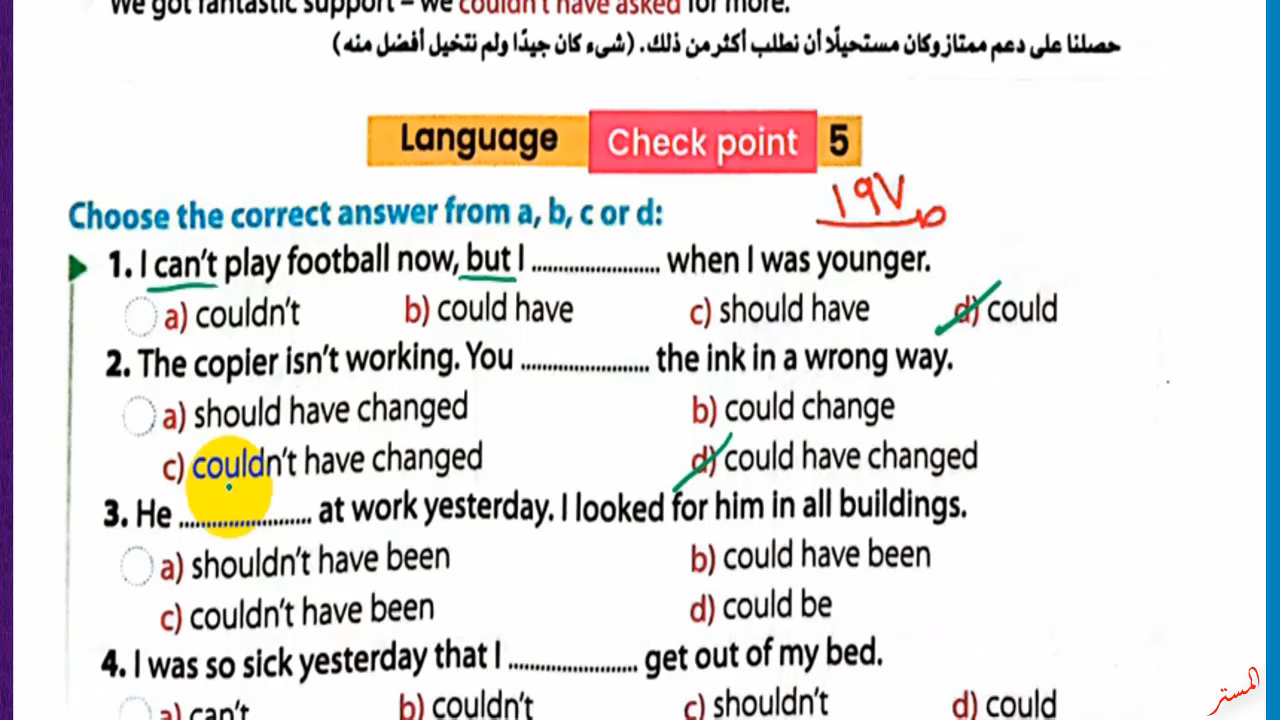 We got fantastic support – we couldn't have asked for more.
حصلنا على دعم ممتاز وكان مستحيلًا أن نطلب أكثر من ذلك. (شيء كان جيدًا ولم نتخيل أفضل منه)
Language Check point 5
١٩٧ ص
Choose the correct answer from a, b, c or d:
1. I can't play football now, but I ........................ when I was younger.
a) couldn't b) could have c) should have d) could
2. The copier isn't working. You ........................ the ink in a wrong way.
a) should have changed b) could change
c) couldn't have changed d) could have changed
3. He ........................ at work yesterday. I looked for him in all buildings.
a) shouldn't have been b) could have been
c) couldn't have been d) could be
4. I was so sick yesterday that I ........................ get out of my bed.
a) can't b) couldn't c) shouldn't d) could
المستر